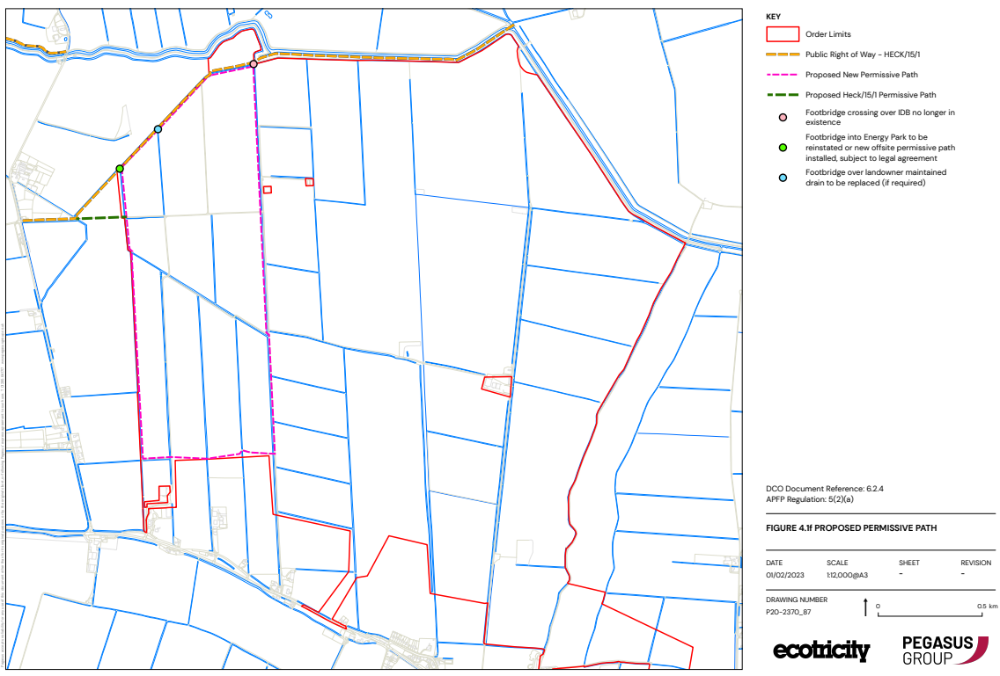 KEY
Order Limits
Public Right of Way - HECK/15/1
Proposed New Permissive Path
Proposed Heck/15/1 Permissive Path
Footbridge crossing over IDB no longer in
existence
Footbridge into Energy Park to be
reinstated or new offsite permissive path
installed, subject to legal agreement
Footbridge over landowner maintained
drain to be replaced (if required)
DCO Document Reference: 6.2.4
APFP Regulation: 5(2)(a)
FIGURE 4.1f PROPOSED PERMISSIVE PATH
DATE SCALE SHEET REVISION
01/02/2023 1:12,000@A3 - -
DRAWING NUMBER
P20-2370_87
0 0.5 km
ecotricity
PEGASUS
GROUP